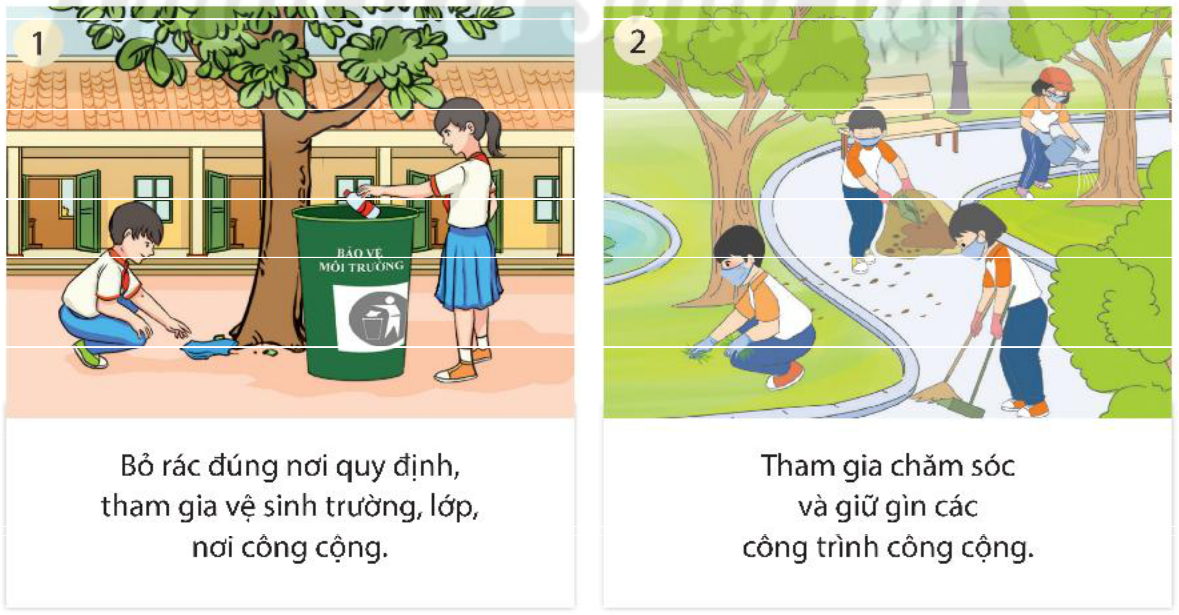 1
BẢO VỆ
MÔI TRƯỜNG
Bỏ rác đúng nơi quy định,
tham gia vệ sinh trường, lớp,
nơi công cộng.
2
Tham gia chăm sóc
và giữ gìn các
công trình công cộng.